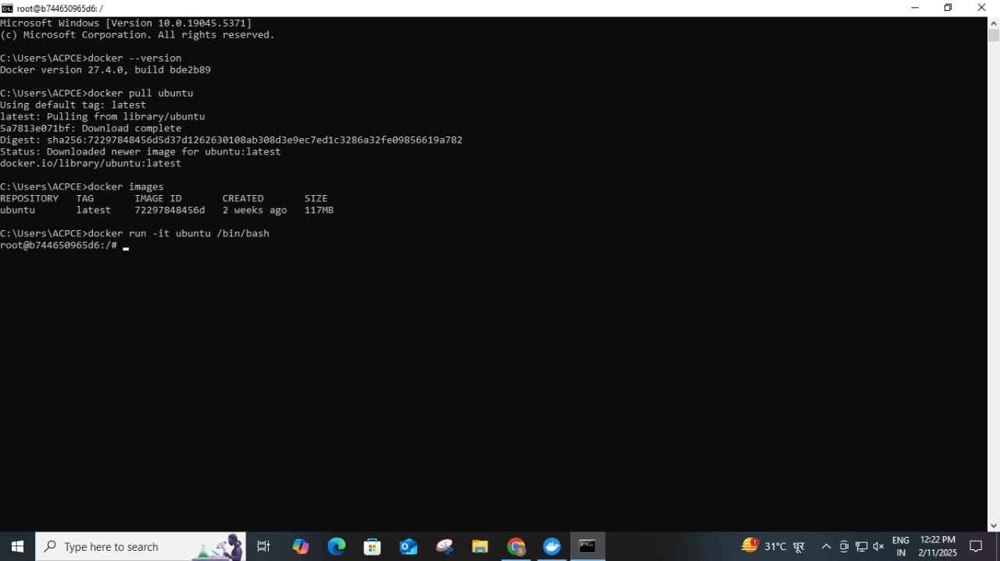 root@b744650965d6: /
Microsoft Windows [Version 10.0.19045.5371]
(c) Microsoft Corporation. All rights reserved.
C:\Users\ACPCE>docker --version
Docker version 27.4.0, build bde2b89
C:\Users\ACPCE>docker pull ubuntu
Using default tag: latest
latest: Pulling from library/ubuntu
5a7813e071bf: Download complete
Digest: sha256:72297848456d5d37d1262630108ab308d3e9ec7ed1c3286a32fe09856619a782
Status: Downloaded newer image for ubuntu:latest
docker.io/library/ubuntu:latest
C:\Users\ACPCE>docker images
REPOSITORY TAG IMAGE ID CREATED SIZE
ubuntu latest 72297848456d 2 weeks ago 117MB
C:\Users\ACPCE>docker run -it ubuntu /bin/bash
root@b744650965d6:/#
Type here to search
1
S
31°C धूर
ENG
IN
12:22 PM
2/11/2025